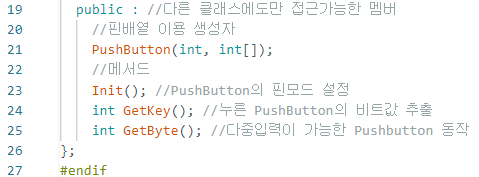 19 public : //다른 클래스에도만 접근가능한 멤버
20 //핀배열 이용 생성자
21 PushButton(int, int[]);
22 //메서드
23 Init(); //PushButton의 핀모드 설정
24 int GetKey(); //누른 PushButton의 비트값 추출
25 int GetByte(); //다중입력이 가능한 Pushbutton 동작
26 };
27 #endif